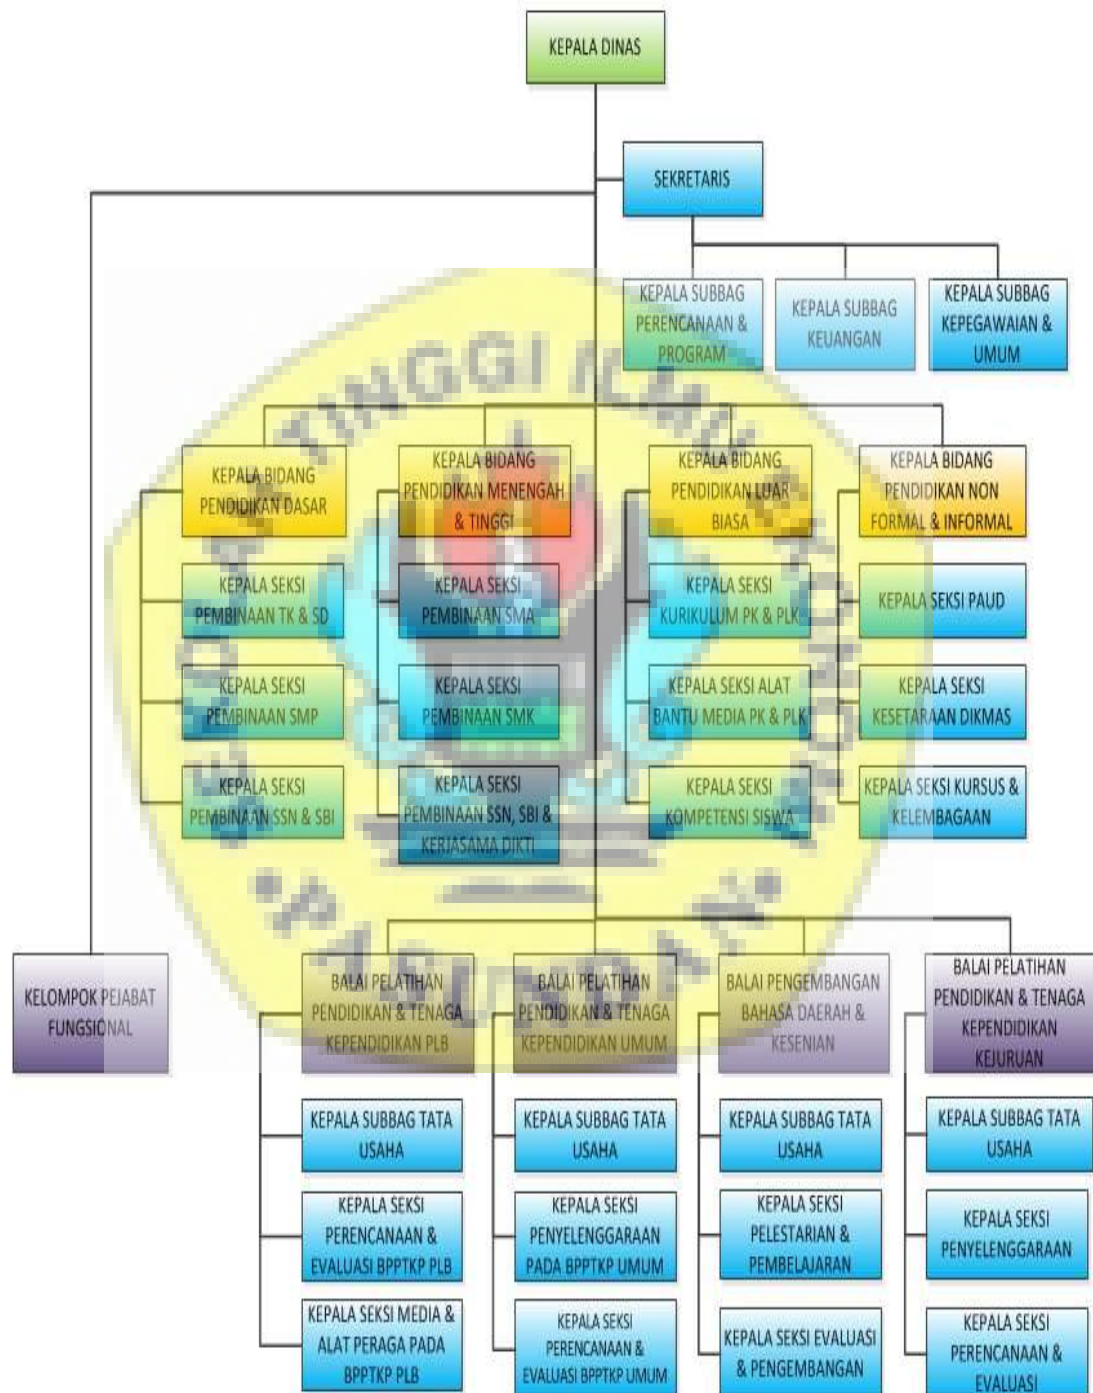 KEPALA DINAS
SEKRETARIS
KEPALA SUBBAG
PERENCANAAN &
PROGRAM
KEPALA SUBBAG
KEUANGAN
KEPALA SUBBAG
KEPEGAWAIAN &
UMUM
TINGGI ILMU
KEPALA BIDANG
PENDIDIKAN DASAR
KEPALA BIDANG
PENDIDIKAN MENENGAH
& TINGGI
KEPALA BIDANG
PENDIDIKAN LUAR
BIASA
KEPALA BIDANG
PENDIDIKAN NON
FORMAL & INFORMAL
KEPALA SEKSI
PEMBINAAN TK & SD
KEPALA SEKSI
PEMBINAAN SMA
KEPALA SEKSI
KURIKULUM PK & PLK
KEPALA SEKSI PAUD
KEPALA SEKSI
PEMBINAAN SMP
KEPALA SEKSI
PEMBINAAN SMK
KEPALA SEKSI ALAT
BANTU MEDIA PK & PLK
KEPALA SEKSI
KESETARAAN DIKMAS
KEPALA SEKSI
PEMBINAAN SSN & SBI
KEPALA SEKSI
PEMBINAAN SSN, SBI &
KERJASAMA DIKTI
KEPALA SEKSI
KOMPETENSI SISWA
KEPALA SEKSI KURSUS &
KELEMBAGAAN
PASUNDAN
KELOMPOK PEJABAT
FUNGSIONAL
BALAI PELATIHAN
PENDIDIKAN & TENAGA
KEPENDIDIKAN PLB
BALAI PELATIHAN
PENDIDIKAN & TENAGA
KEPENDIDIKAN UMUM
BALAI PENGEMBANGAN
BAHASA DAERAH &
KESENIAN
BALAI PELATIHAN
PENDIDIKAN & TENAGA
KEPENDIDIKAN
KEJURUAN
KEPALA SUBBAG TATA
USAHA
KEPALA SUBBAG TATA
USAHA
KEPALA SUBBAG TATA
USAHA
KEPALA SUBBAG TATA
USAHA
KEPALA SEKSI
PERENCANAAN &
EVALUASI BPPTKP PLB
KEPALA SEKSI
PENYELENGGARAAN
PADA BPPTKP UMUM
KEPALA SEKSI
PELESTARIAN &
PEMBELAJARAN
KEPALA SEKSI
PENYELENGGARAAN
KEPALA SEKSI MEDIA &
ALAT PERAGA PADA
BPPTKP PLB
KEPALA SEKSI
PERENCANAAN &
EVALUASI BPPTKP UMUM
KEPALA SEKSI EVALUASI
& PENGEMBANGAN
KEPALA SEKSI
PERENCANAAN &
EVALUASI